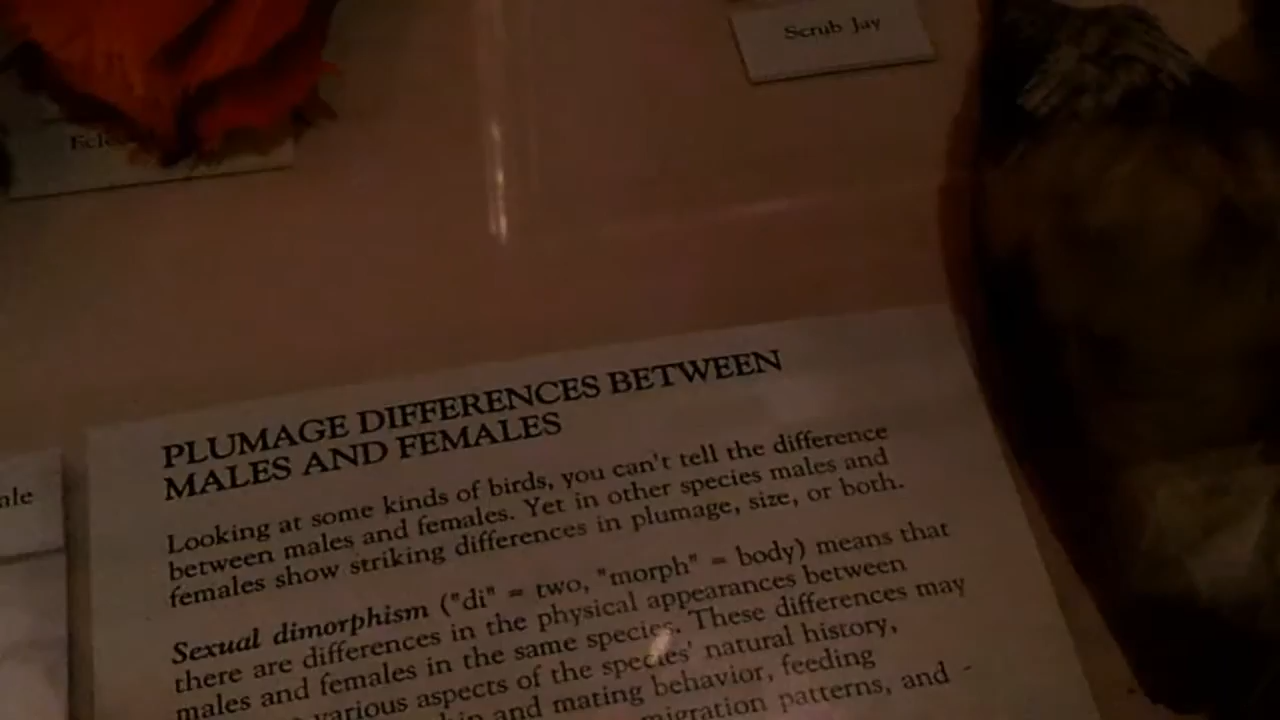 Scrub Jay
PLUMAGE DIFFERENCES BETWEEN
MALES AND FEMALES
Looking at some kinds of birds, you can't tell the difference
between males and females. Yet in other species males and
females show striking differences in plumage, size, or both.
Sexual dimorphism ("di" = two, "morph" = body) means that
there are differences in the physical appearances between
males and females in the same species. These differences may
various aspects of the species' natural history,
and mating behavior, feeding
migration patterns, and